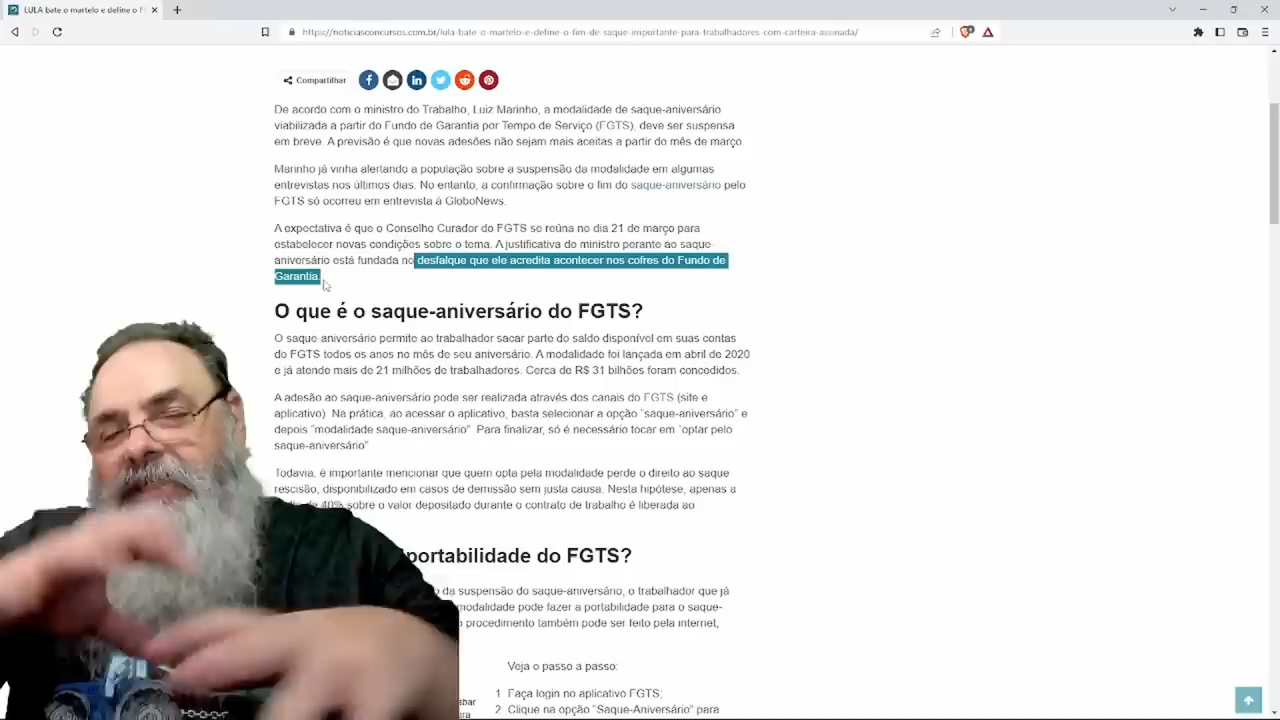 LULA bate o martelo e define o F
https://noticiasconcursos.com.br/lula-bate-o-martelo-e-define-o-fim-de-saque-importante-para-trabalhadores-com-carteira-assinada/
Compartilhar
De acordo com o ministro do Trabalho, Luiz Marinho, a modalidade de saque-aniversário
viabilizada a partir do Fundo de Garantia por Tempo de Serviço (FGTS), deve ser suspensa
em breve. A previsão é que novas adesões não sejam mais aceitas a partir do mês de março.
Marinho já vinha alertando a população sobre a suspensão da modalidade em algumas
entrevistas nos últimos dias. No entanto, a confirmação sobre o fim do saque-aniversário pelo
FGTS só ocorreu em entrevista à GloboNews.
A expectativa é que o Conselho Curador do FGTS se reúna no dia 21 de março para
estabelecer novas condições sobre o tema. A justificativa do ministro perante ao saque-
aniversário está fundada no desfalque que ele acredita acontecer nos cofres do Fundo de
Garantia.
O que é o saque-aniversário do FGTS?
O saque-aniversário permite ao trabalhador sacar parte do saldo disponível em suas contas
do FGTS todos os anos no mês de seu aniversário. A modalidade foi lançada em abril de 2020
e já atende mais de 21 milhões de trabalhadores. Cerca de R$ 31 bilhões foram concedidos.
A adesão ao saque-aniversário pode ser realizada através dos canais do FGTS (site e
aplicativo). Na prática, ao acessar o aplicativo, basta selecionar a opção "saque-aniversário" e
depois "modalidade saque-aniversário". Para finalizar, só é necessário tocar em "optar pelo
saque-aniversário".
Todavia, é importante mencionar que quem opta pela modalidade perde o direito ao saque
rescisão, disponibilizado em casos de demissão sem justa causa. Nesta hipótese, apenas a
de 40% sobre o valor depositado durante o contrato de trabalho é liberada ao
portabilidade do FGTS?
da suspensão do saque-aniversário, o trabalhador que já
modalidade pode fazer a portabilidade para o saque-
o procedimento também pode ser feito pela internet,
Veja o passo a passo:
1 Faça login no aplicativo FGTS;
2 Clique na opção "Saque-Aniversário" para